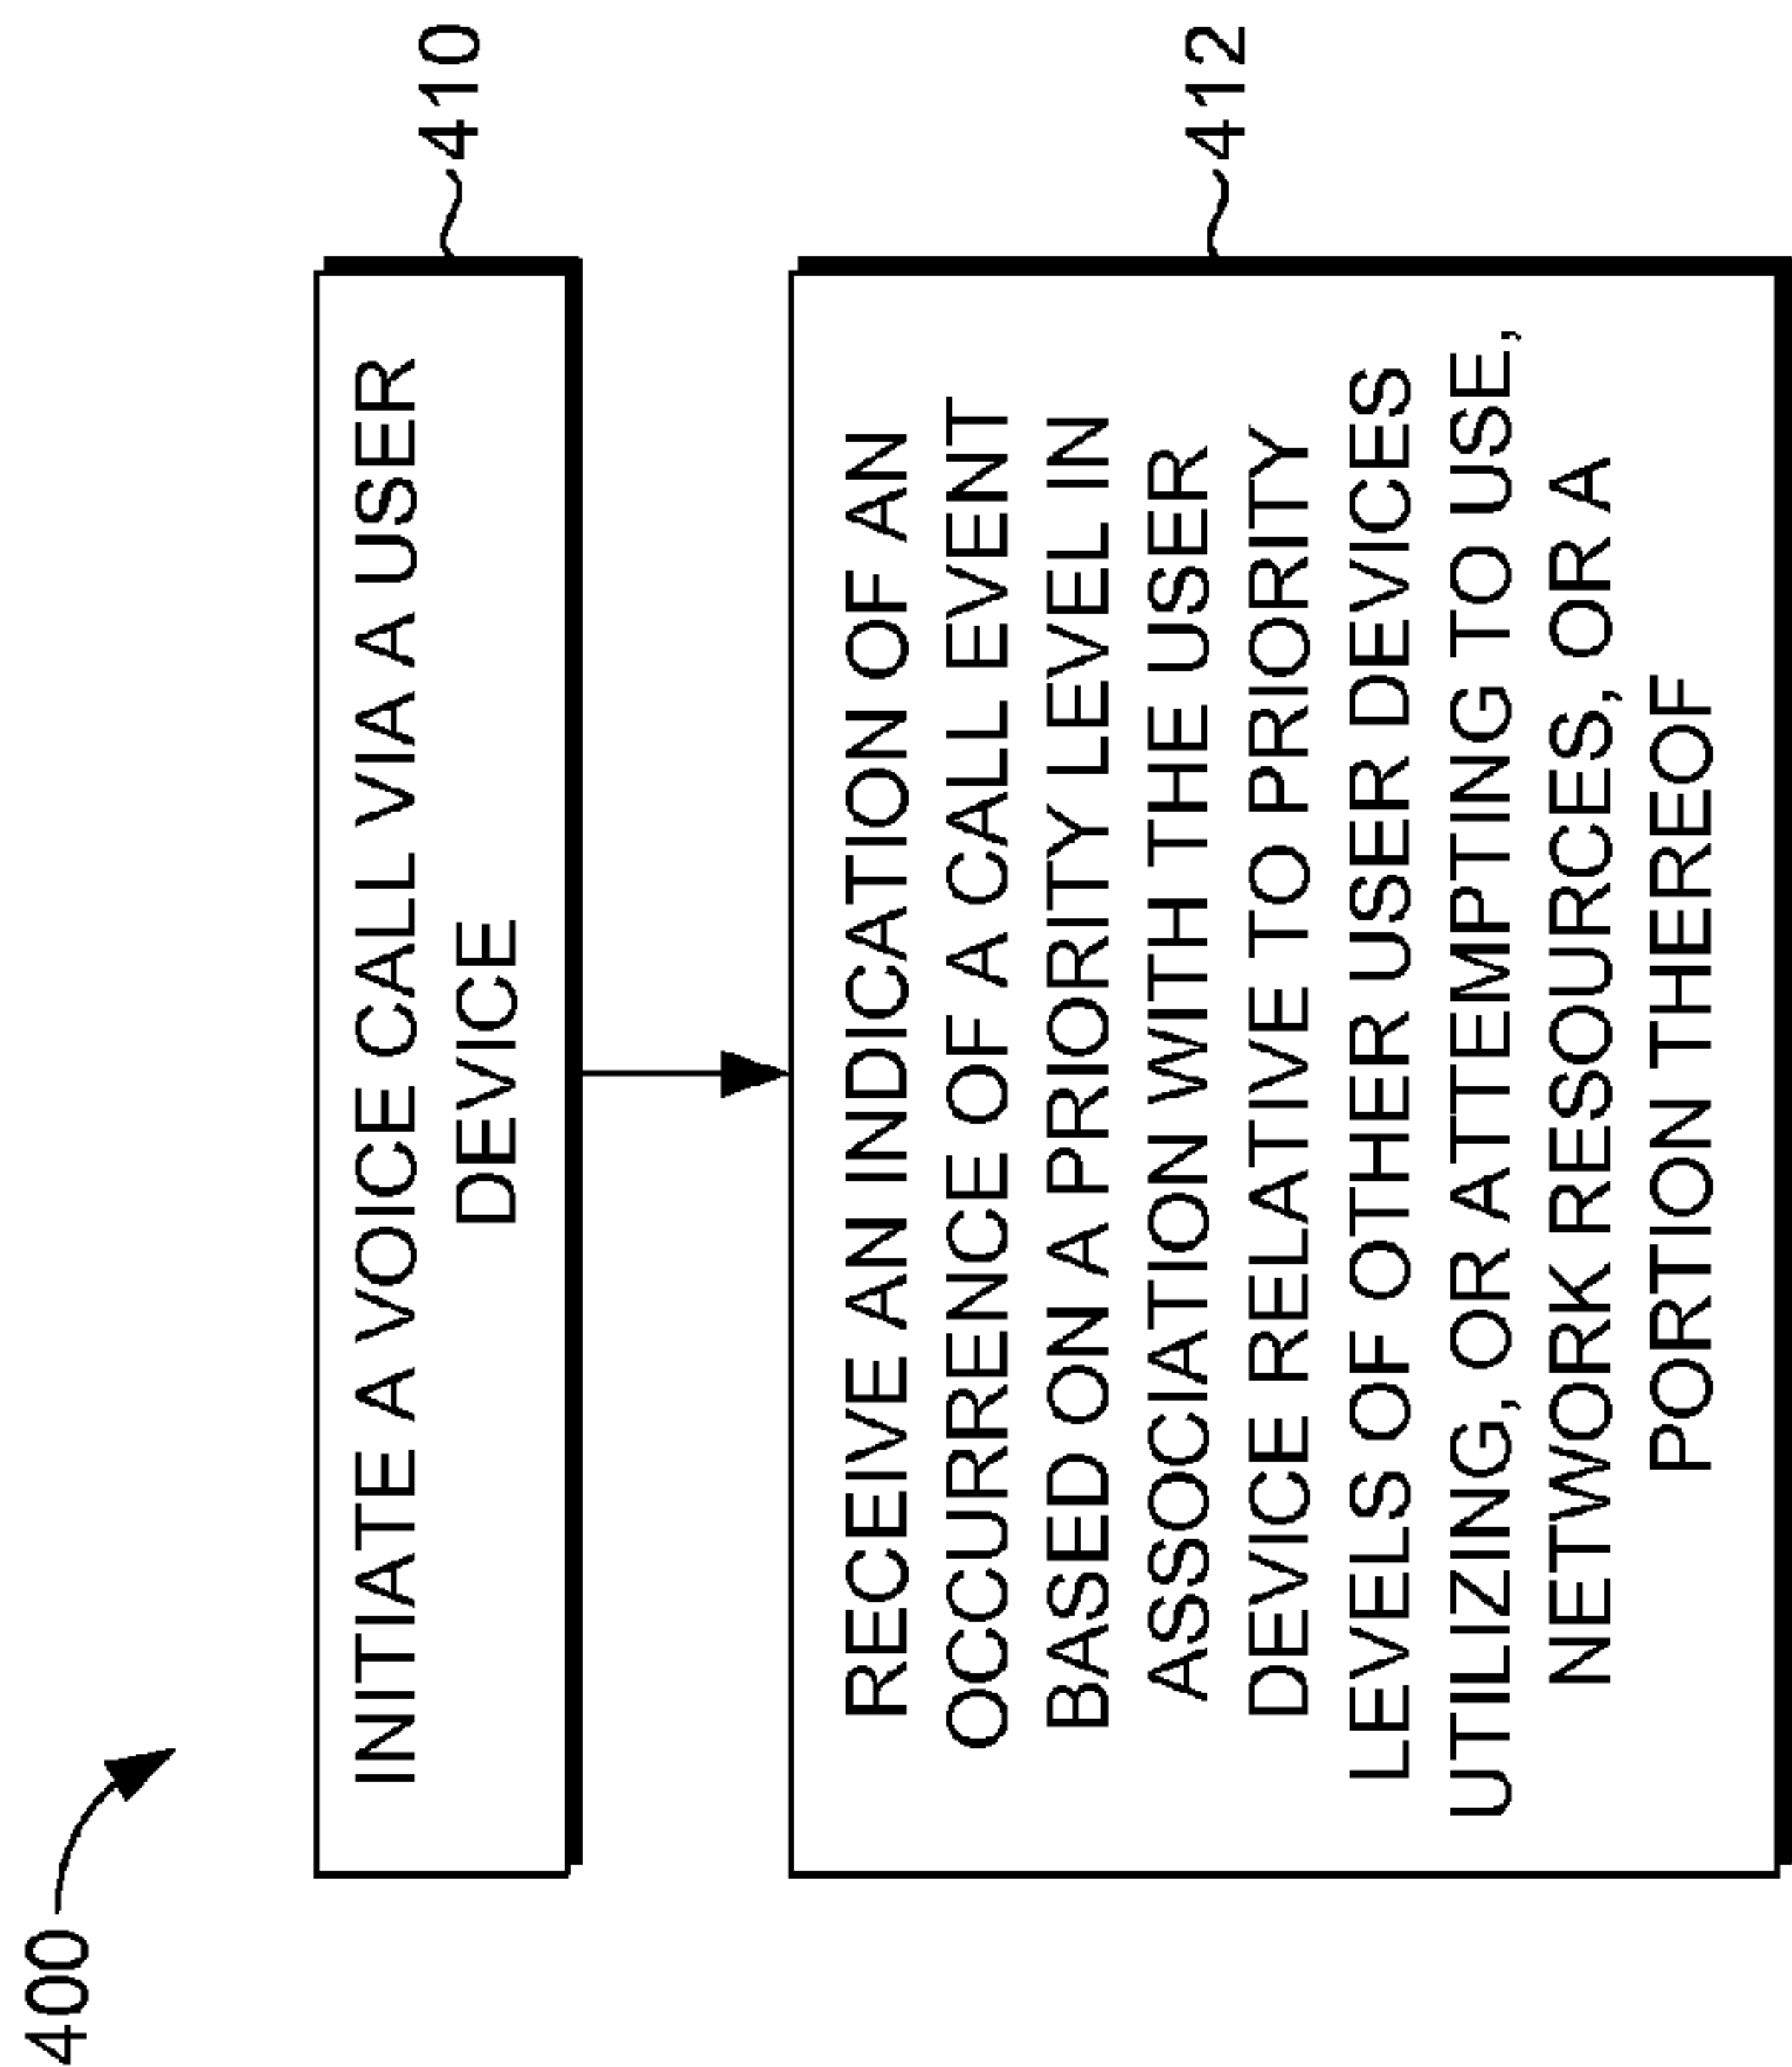 400
INITIATE A VOICE CALL VIA A USER
DEVICE
410
RECEIVE AN INDICATION OF AN
OCCURRENCE OF A CALL EVENT
BASED ON A PRIORITY LEVEL IN
ASSOCIATION WITH THE USER
DEVICE RELATIVE TO PRIORITY
LEVELS OF OTHER USER DEVICES
UTILIZING, OR ATTEMPTING TO USE,
NETWORK RESOURCES, OR A
PORTION THEREOF
412